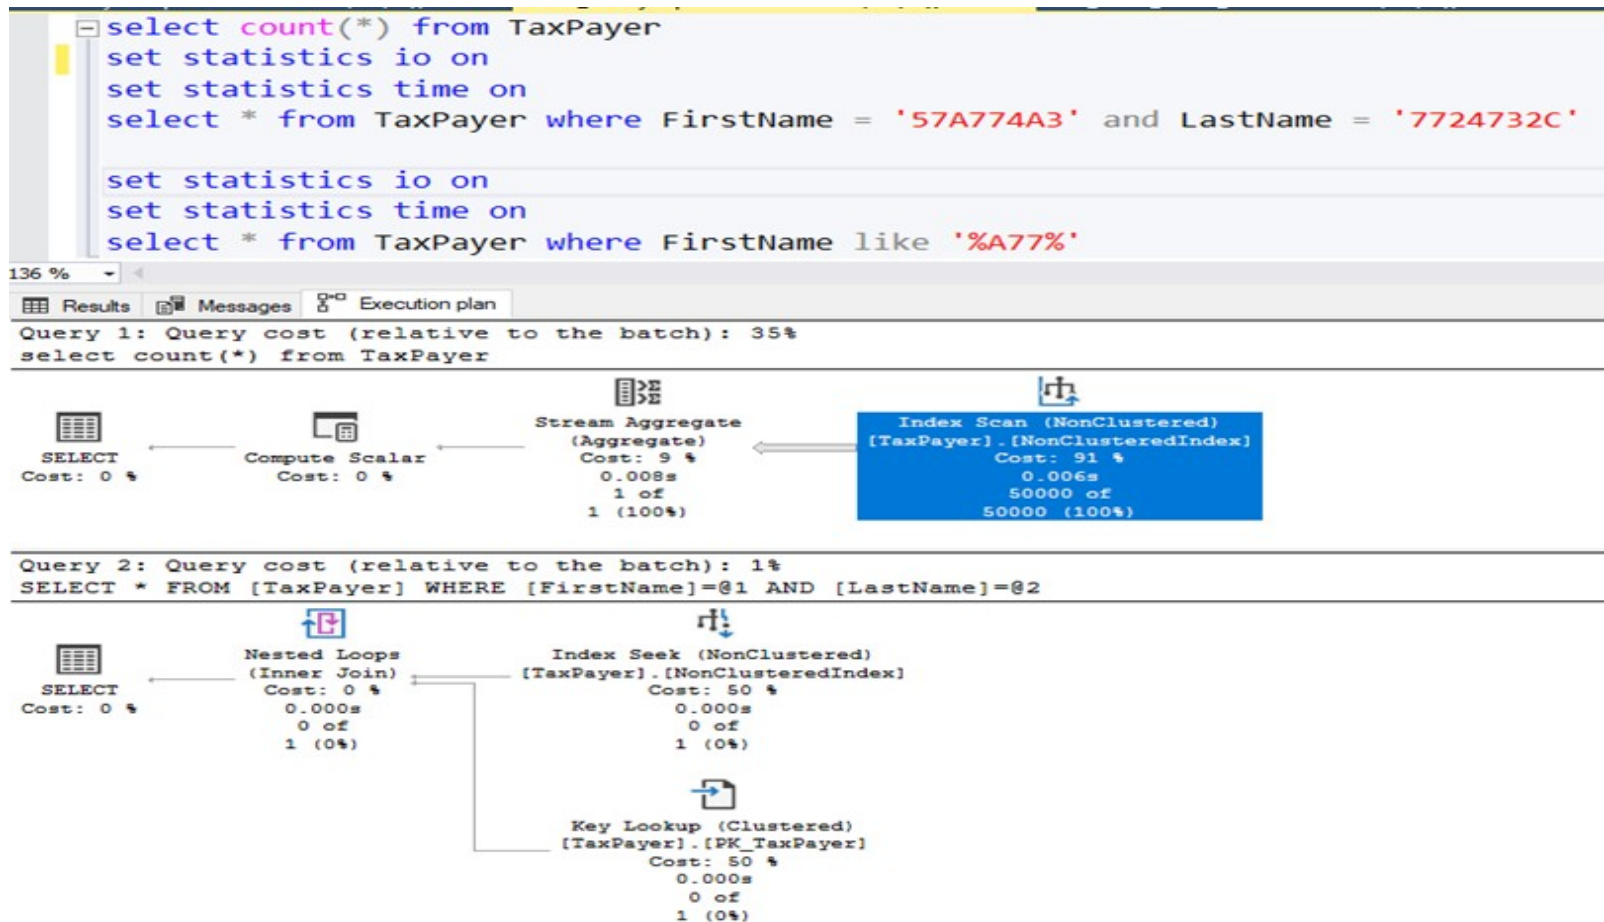 select count(*) from TaxPayer
set statistics io on
set statistics time on
select * from TaxPayer where FirstName = '57A774A3' and LastName = '7724732C'
set statistics io on
set statistics time on
select * from TaxPayer where FirstName like '%A77%'
136 %
Results Messages Execution plan
Query 1: Query cost (relative to the batch): 35%
select count(*) from TaxPayer
SELECT
Cost: 0 %
Compute Scalar
Cost: 0 %
Stream Aggregate
(Aggregate)
Cost: 9 %
0.008s
1 of
1 (100%)
Index Scan (NonClustered)
[TaxPayer].[NonClusteredIndex]
Cost: 91 %
0.006s
50000 of
50000 (100%)
Query 2: Query cost (relative to the batch): 1%
SELECT * FROM [TaxPayer] WHERE [FirstName]=@1 AND [LastName]=@2
SELECT
Cost: 0 %
Nested Loops
(Inner Join)
Cost: 0 %
0.000s
0 of
1 (0%)
Index Seek (NonClustered)
[TaxPayer].[NonClusteredIndex]
Cost: 50 %
0.000s
0 of
1 (0%)
Key Lookup (Clustered)
[TaxPayer].[PK_TaxPayer]
Cost: 50 %
0.000s
0 of
1 (0%)